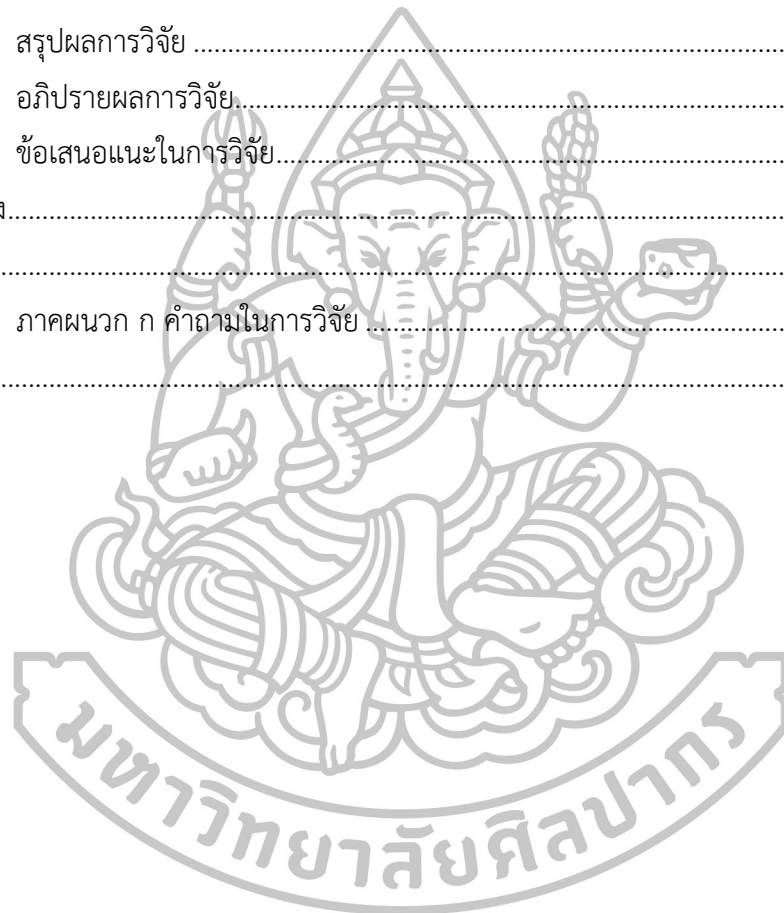 สรุปผลการวิจัย ................................................................................
อภิปรายผลการวิจัย................................................................................
ข้อเสนอแนะในการวิจัย................................................................................
ภาคผนวก ก คำถามในการวิจัย ................................................................................
มหาวิทยาลัยศิลปากร